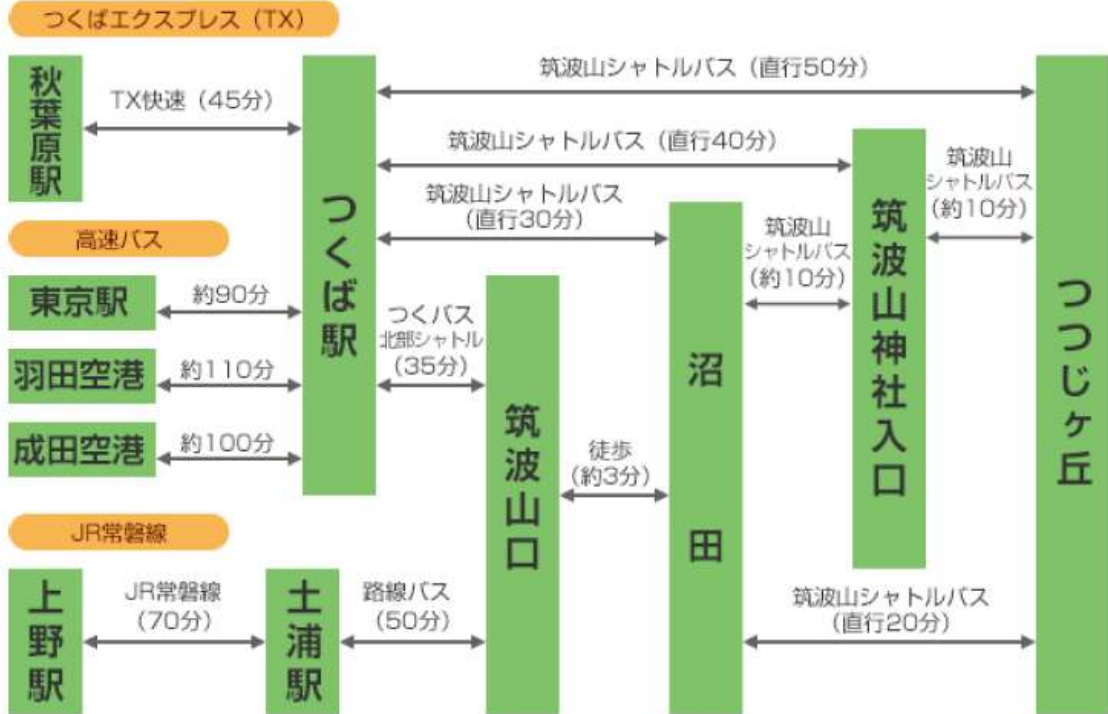 つくばエクスプレス（TX）
秋葉原駅
TX快速（45分）
つくば駅
筑波山シャトルバス（直行50分）
筑波山シャトルバス（直行40分）
筑波山シャトルバス
（直行30分）
筑波山
シャトルバス
（約10分）
筑波山
シャトルバス
（約10分）
筑波山神社入口
つつじヶ丘
高速バス
東京駅
約90分
羽田空港
約110分
成田空港
約100分
つくバス
北部シャトル
（35分）
筑波山口
徒歩
（約3分）
沼田
JR常磐線
上野駅
JR常磐線
（70分）
土浦駅
路線バス
（50分）
筑波山シャトルバス
（直行20分）